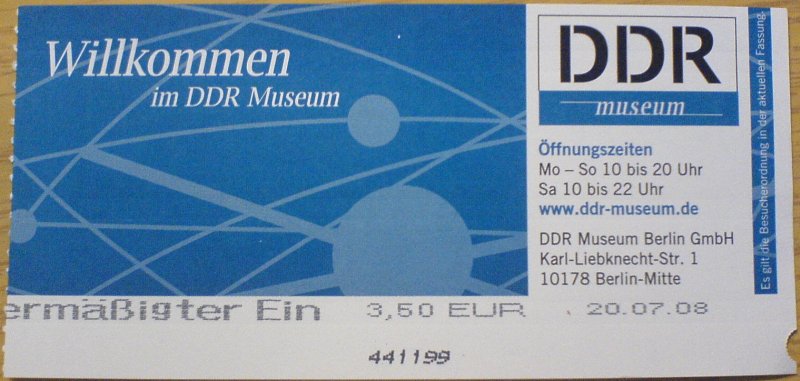 Willkommen
im DDR Museum
DDR
museum
Öffnungszeiten
Mo – So 10 bis 20 Uhr
Sa 10 bis 22 Uhr
www.ddr-museum.de
DDR Museum Berlin GmbH
Karl-Liebknecht-Str. 1
10178 Berlin-Mitte
Es gilt die Besucherordnung in der aktuellen Fassung.
ermäßigter Ein 3,50 EUR 20.07.08
441199